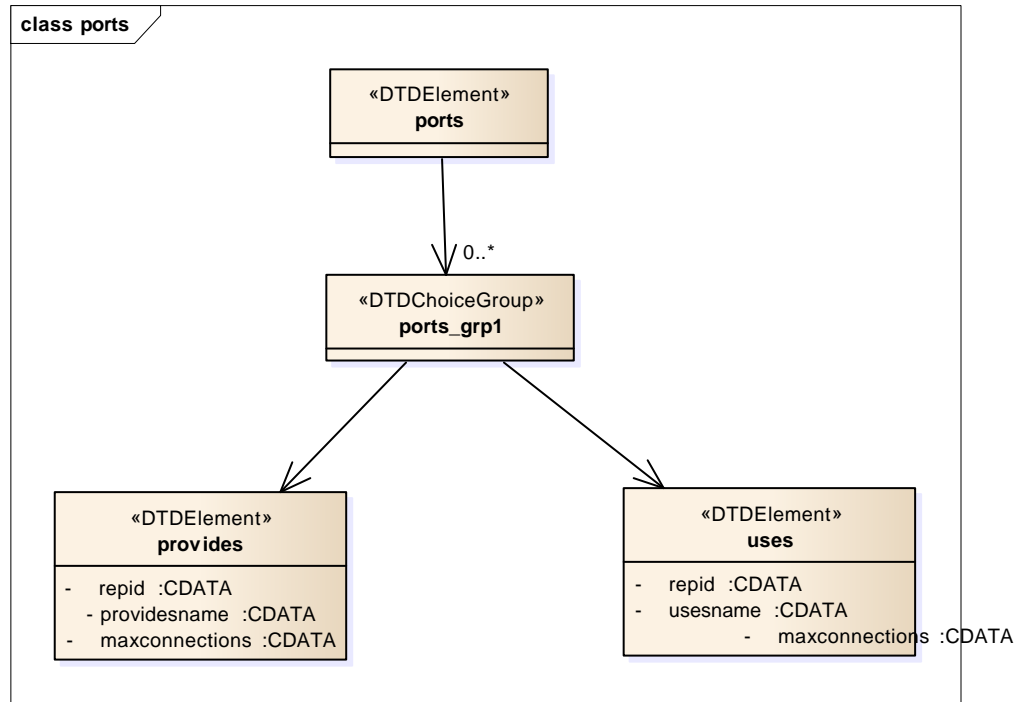 class ports
«DTDElement»
ports
0..*
«DTDChoiceGroup»
ports_grp1
«DTDElement»
provides
- repid :CDATA
- providesname :CDATA
- maxconnections :CDATA
«DTDElement»
uses
- repid :CDATA
- usesname :CDATA
- maxconnections :CDATA